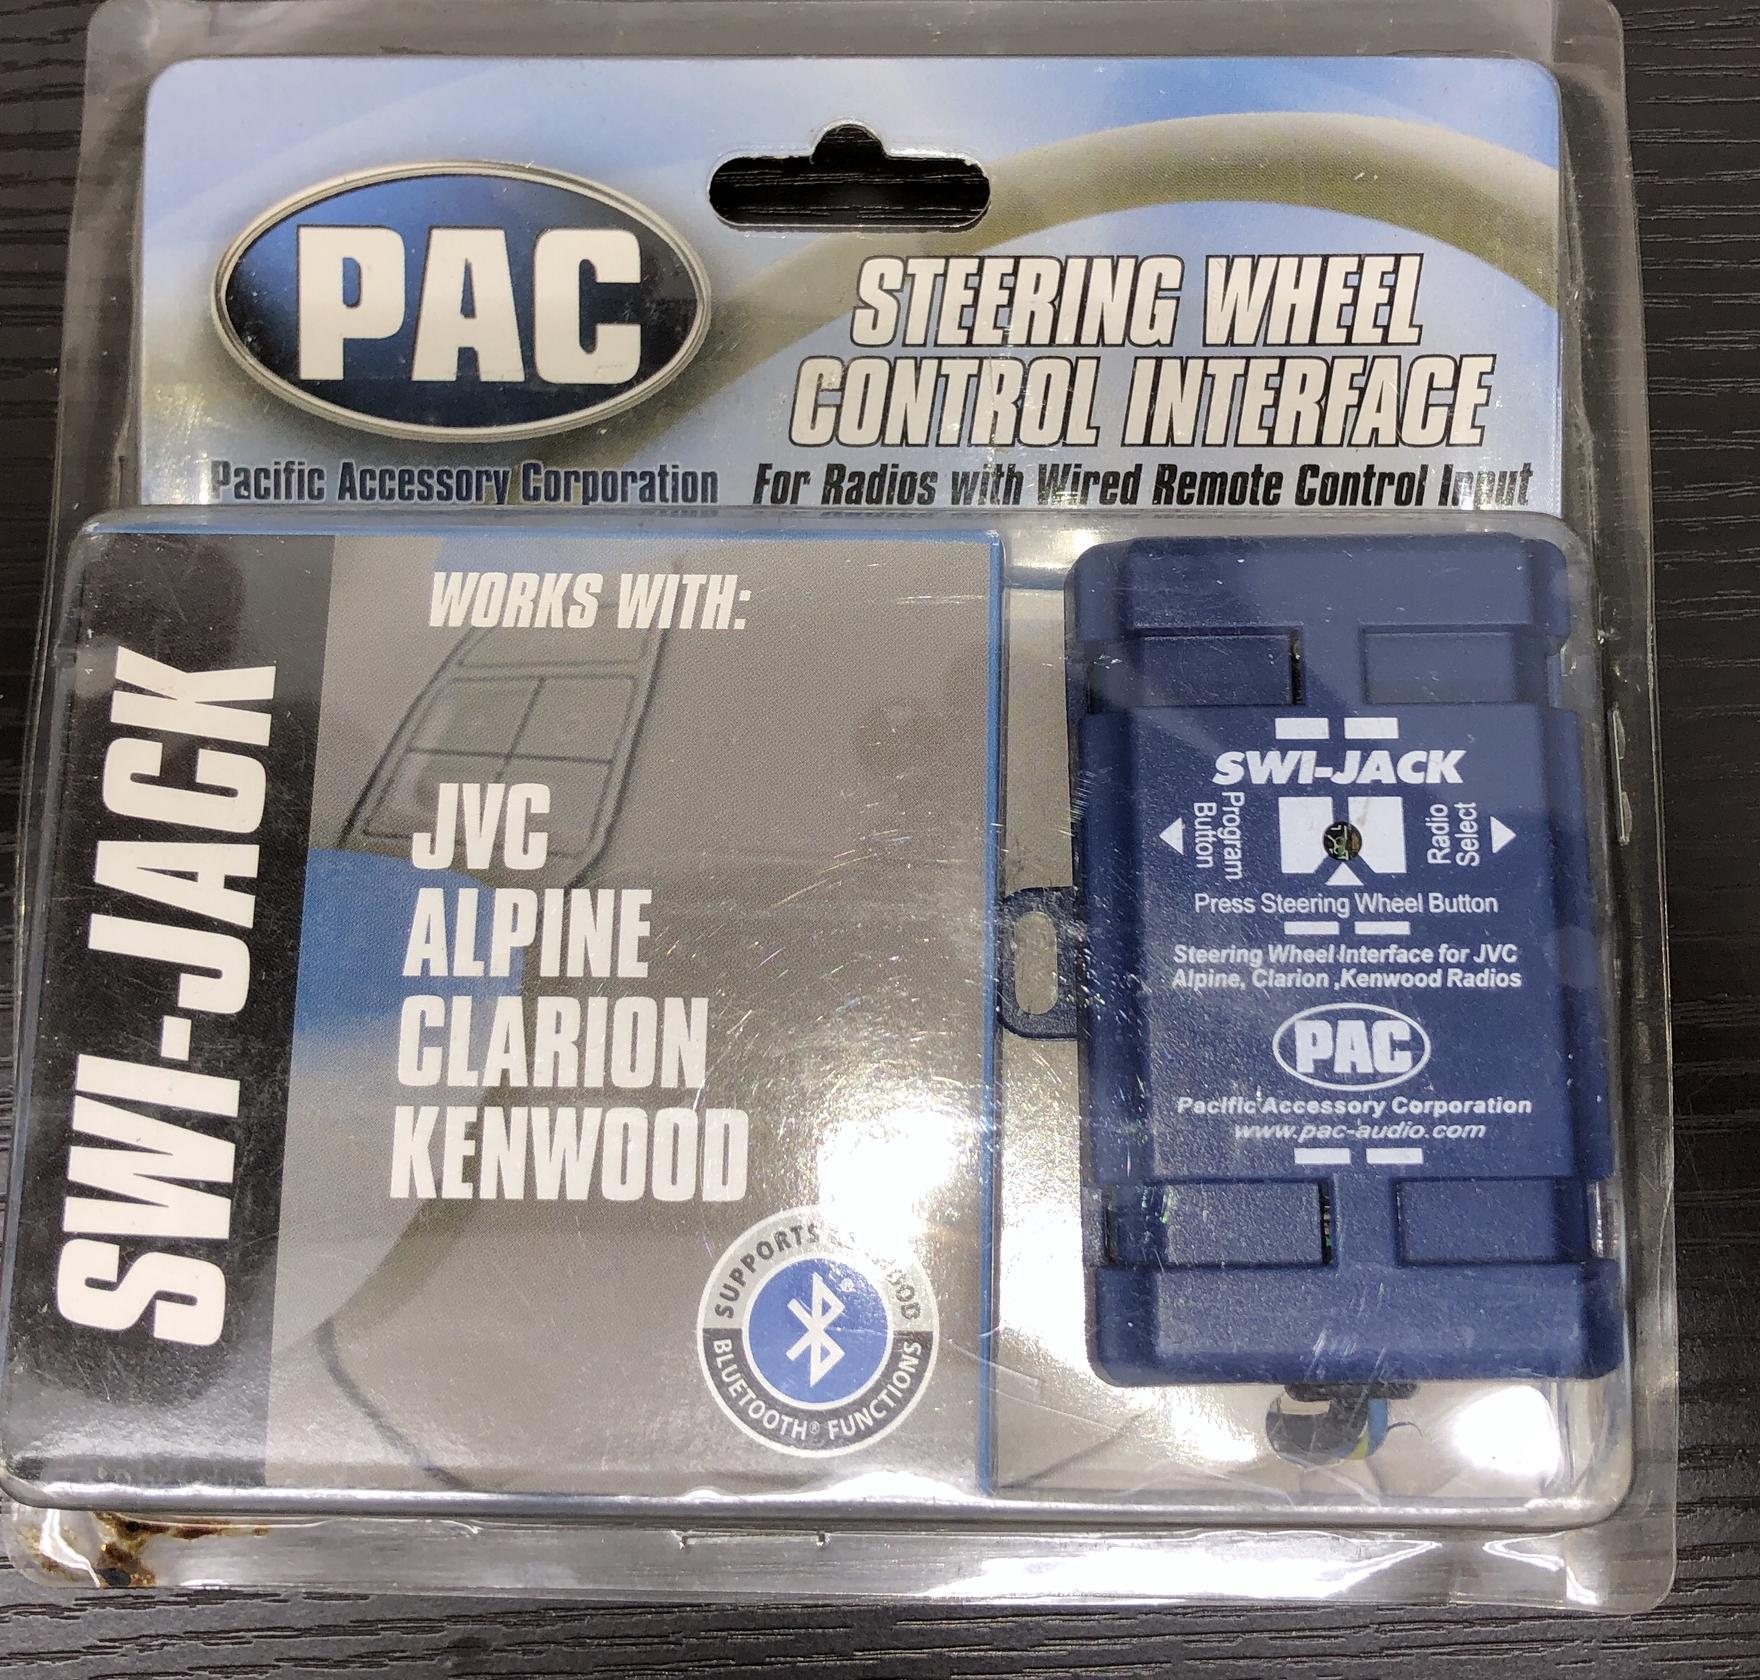 PAC
Pacific Accessory Corporation
STEERING WHEEL
CONTROL INTERFACE
For Radios with Wired Remote Control Input
SWI-JACK
WORKS WITH:
JVC
ALPINE
CLARION
KENWOOD
SUPPORTS
BLUETOOTH® FUNCTIONS
SWI-JACK
Program
Button
Radio
Select
Press Steering Wheel Button
Steering Wheel Interface for JVC
Alpine, Clarion ,Kenwood Radios
PAC
Pacific Accessory Corporation
www.pac-audio.com